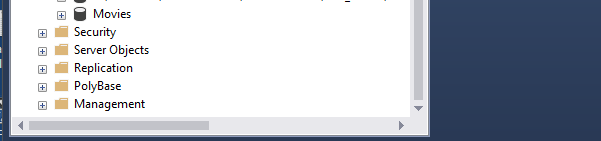 Movies
Security
Server Objects
Replication
PolyBase
Management